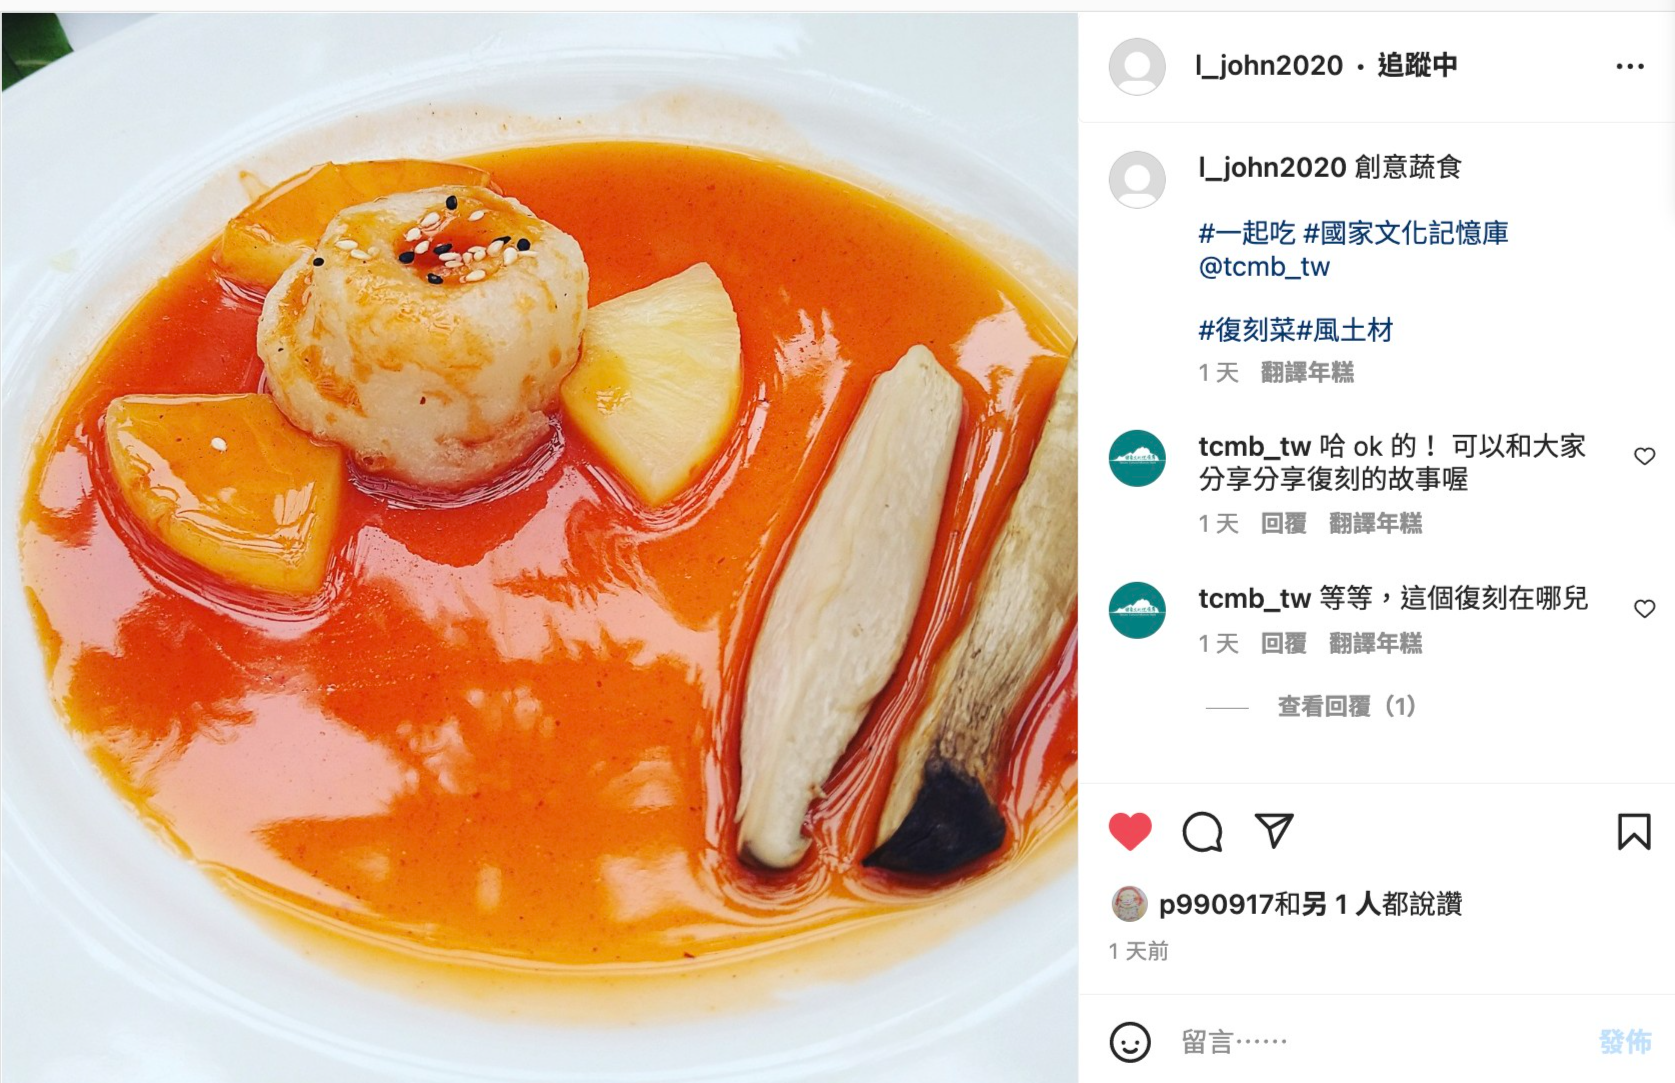 l_john2020 • 追蹤中
l_john2020 創意蔬食
#一起吃 #國家文化記憶庫
@tcmb_tw
#復刻菜#風土材
1 天 翻譯年糕
tcmb_tw 哈 ok 的！ 可以和大家
分享分享復刻的故事喔
1 天 回覆 翻譯年糕
tcmb_tw 等等，這個復刻在哪兒
1 天 回覆 翻譯年糕
查看回覆（1）
p990917和另 1 人都說讚
1 天前
留言⋯⋯
發佈